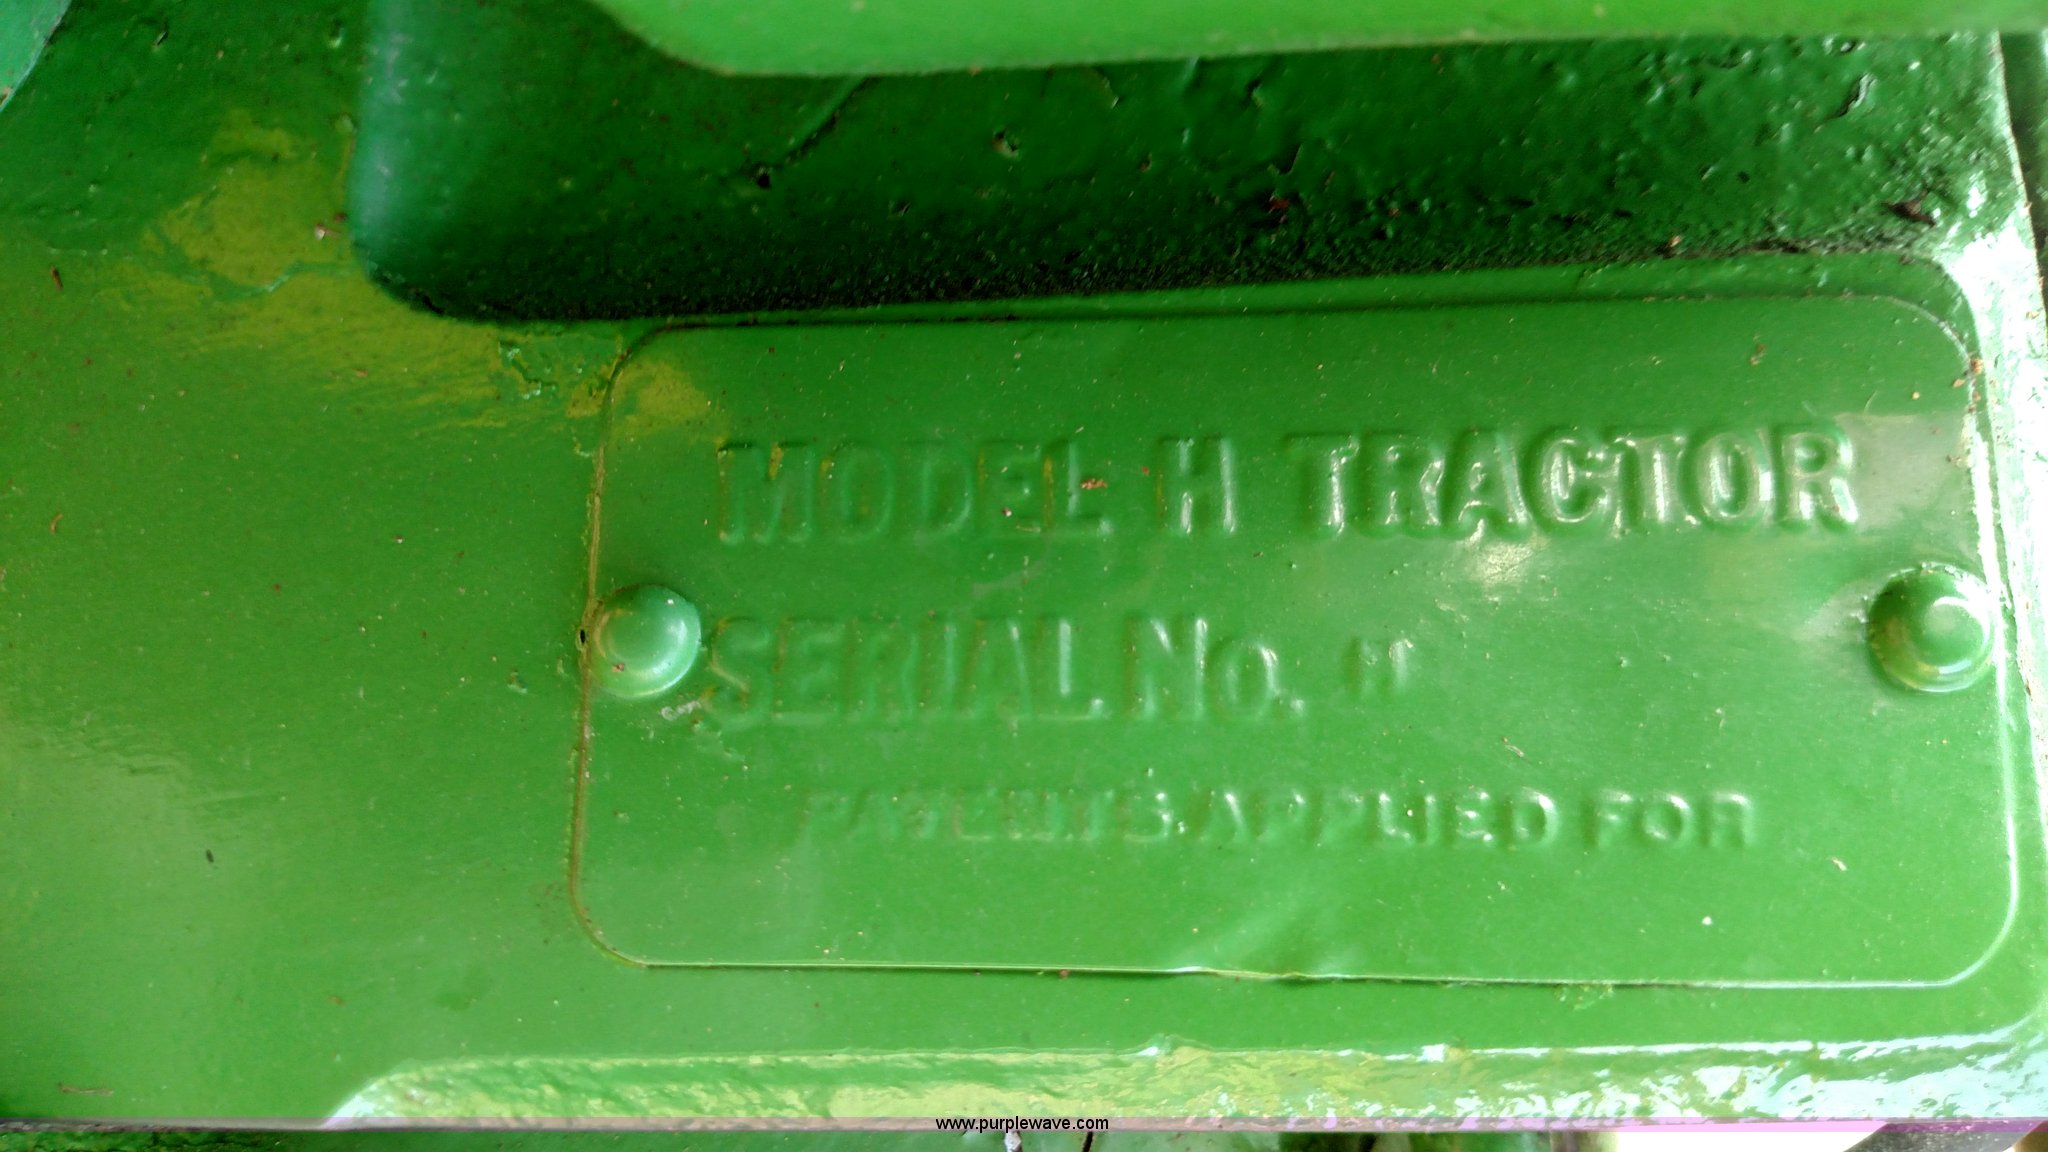 MODEL H TRACTOR
SERIAL NO. H
PATENTS APPLIED FOR
www.purplewave.com